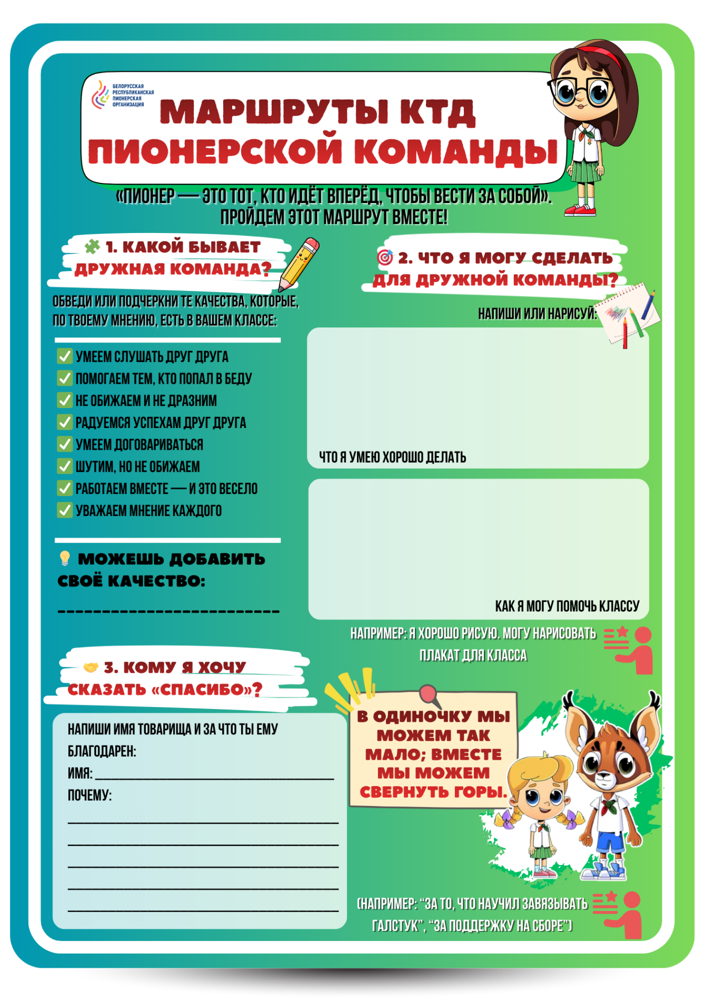 БЕЛОРУССКАЯ
РЕСПУБЛИКАНСКАЯ
ПИОНЕРСКАЯ
ОРГАНИЗАЦИЯ
МАРШРУТЫ КТД
ПИОНЕРСКОЙ КОМАНДЫ
«ПИОНЕР — ЭТО ТОТ, КТО ИДЁТ ВПЕРЁД, ЧТОБЫ ВЕСТИ ЗА СОБОЙ».
ПРОЙДЕМ ЭТОТ МАРШРУТ ВМЕСТЕ!
1. КАКОЙ БЫВАЕТ
ДРУЖНАЯ КОМАНДА?
ОБВЕДИ ИЛИ ПОДЧЕРКНИ ТЕ КАЧЕСТВА, КОТОРЫЕ,
ПО ТВОЕМУ МНЕНИЮ, ЕСТЬ В ВАШЕМ КЛАССЕ:
✅ УМЕЕМ СЛУШАТЬ ДРУГ ДРУГА
✅ ПОМОГАЕМ ТЕМ, КТО ПОПАЛ В БЕДУ
✅ НЕ ОБИЖАЕМ И НЕ ДРАЗНИМ
✅ РАДУЕМСЯ УСПЕХАМ ДРУГ ДРУГА
✅ УМЕЕМ ДОГОВАРИВАТЬСЯ
✅ ШУТИМ, НО НЕ ОБИЖАЕМ
✅ РАБОТАЕМ ВМЕСТЕ — И ЭТО ВЕСЕЛО
✅ УВАЖАЕМ МНЕНИЕ КАЖДОГО
МОЖЕШЬ ДОБАВИТЬ
СВОЁ КАЧЕСТВО:
_________________________
2. ЧТО Я МОГУ СДЕЛАТЬ
ДЛЯ ДРУЖНОЙ КОМАНДЫ?
НАПИШИ ИЛИ НАРИСУЙ:
ЧТО Я УМЕЮ ХОРОШО ДЕЛАТЬ
КАК Я МОГУ ПОМОЧЬ КЛАССУ
НАПРИМЕР: Я ХОРОШО РИСУЮ. МОГУ НАРИСОВАТЬ
ПЛАКАТ ДЛЯ КЛАССА
3. КОМУ Я ХОЧУ
СКАЗАТЬ «СПАСИБО»?
НАПИШИ ИМЯ ТОВАРИЩА И ЗА ЧТО ТЫ ЕМУ
БЛАГОДАРЕН:
ИМЯ: ______________________________
ПОЧЕМУ:
__________________________________
__________________________________
__________________________________
__________________________________
__________________________________
В ОДИНОЧКУ МЫ
МОЖЕМ ТАК
МАЛО; ВМЕСТЕ
МЫ МОЖЕМ
СВЕРНУТЬ ГОРЫ.
(НАПРИМЕР: “ЗА ТО, ЧТО НАУЧИЛ ЗАВЯЗЫВАТЬ
ГАЛСТУК”, “ЗА ПОДДЕРЖКУ НА СБОРЕ”)